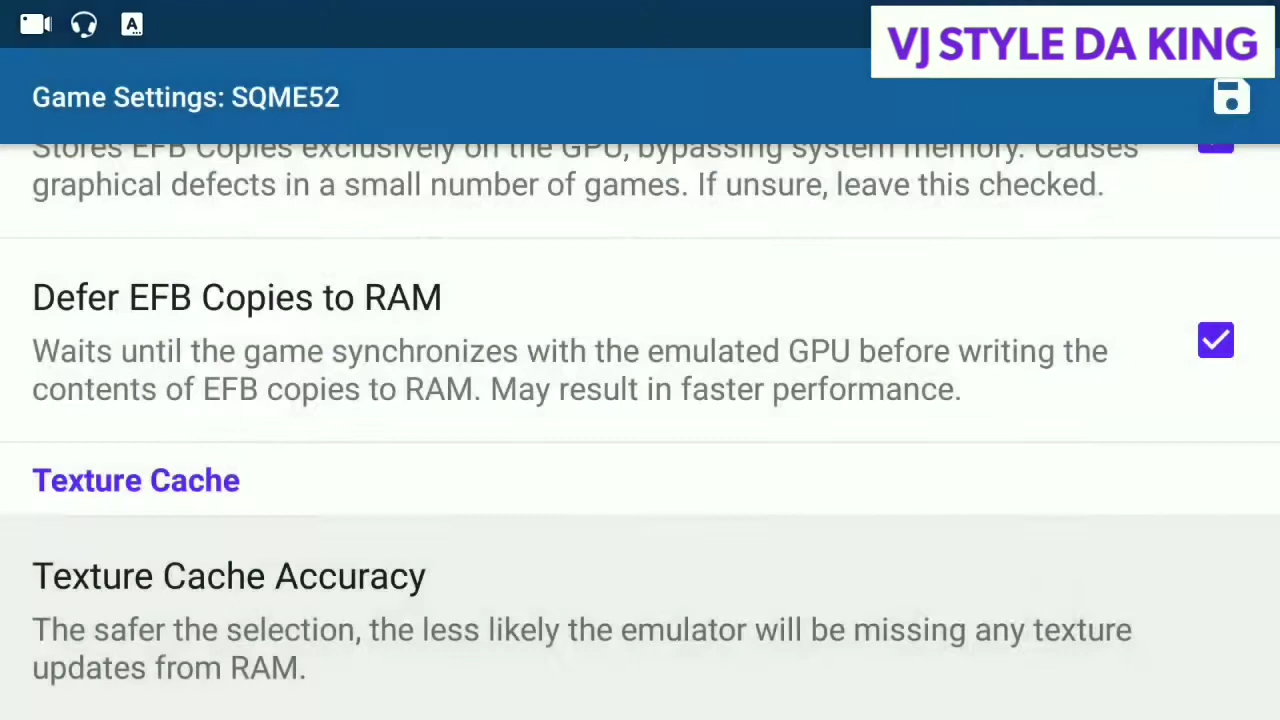 A
VJ STYLE DA KING
Game Settings: SQME52
Stores EFB Copies exclusively on the GPU, bypassing system memory. Causes
graphical defects in a small number of games. If unsure, leave this checked.
Defer EFB Copies to RAM
Waits until the game synchronizes with the emulated GPU before writing the
contents of EFB copies to RAM. May result in faster performance.
Texture Cache
Texture Cache Accuracy
The safer the selection, the less likely the emulator will be missing any texture
updates from RAM.